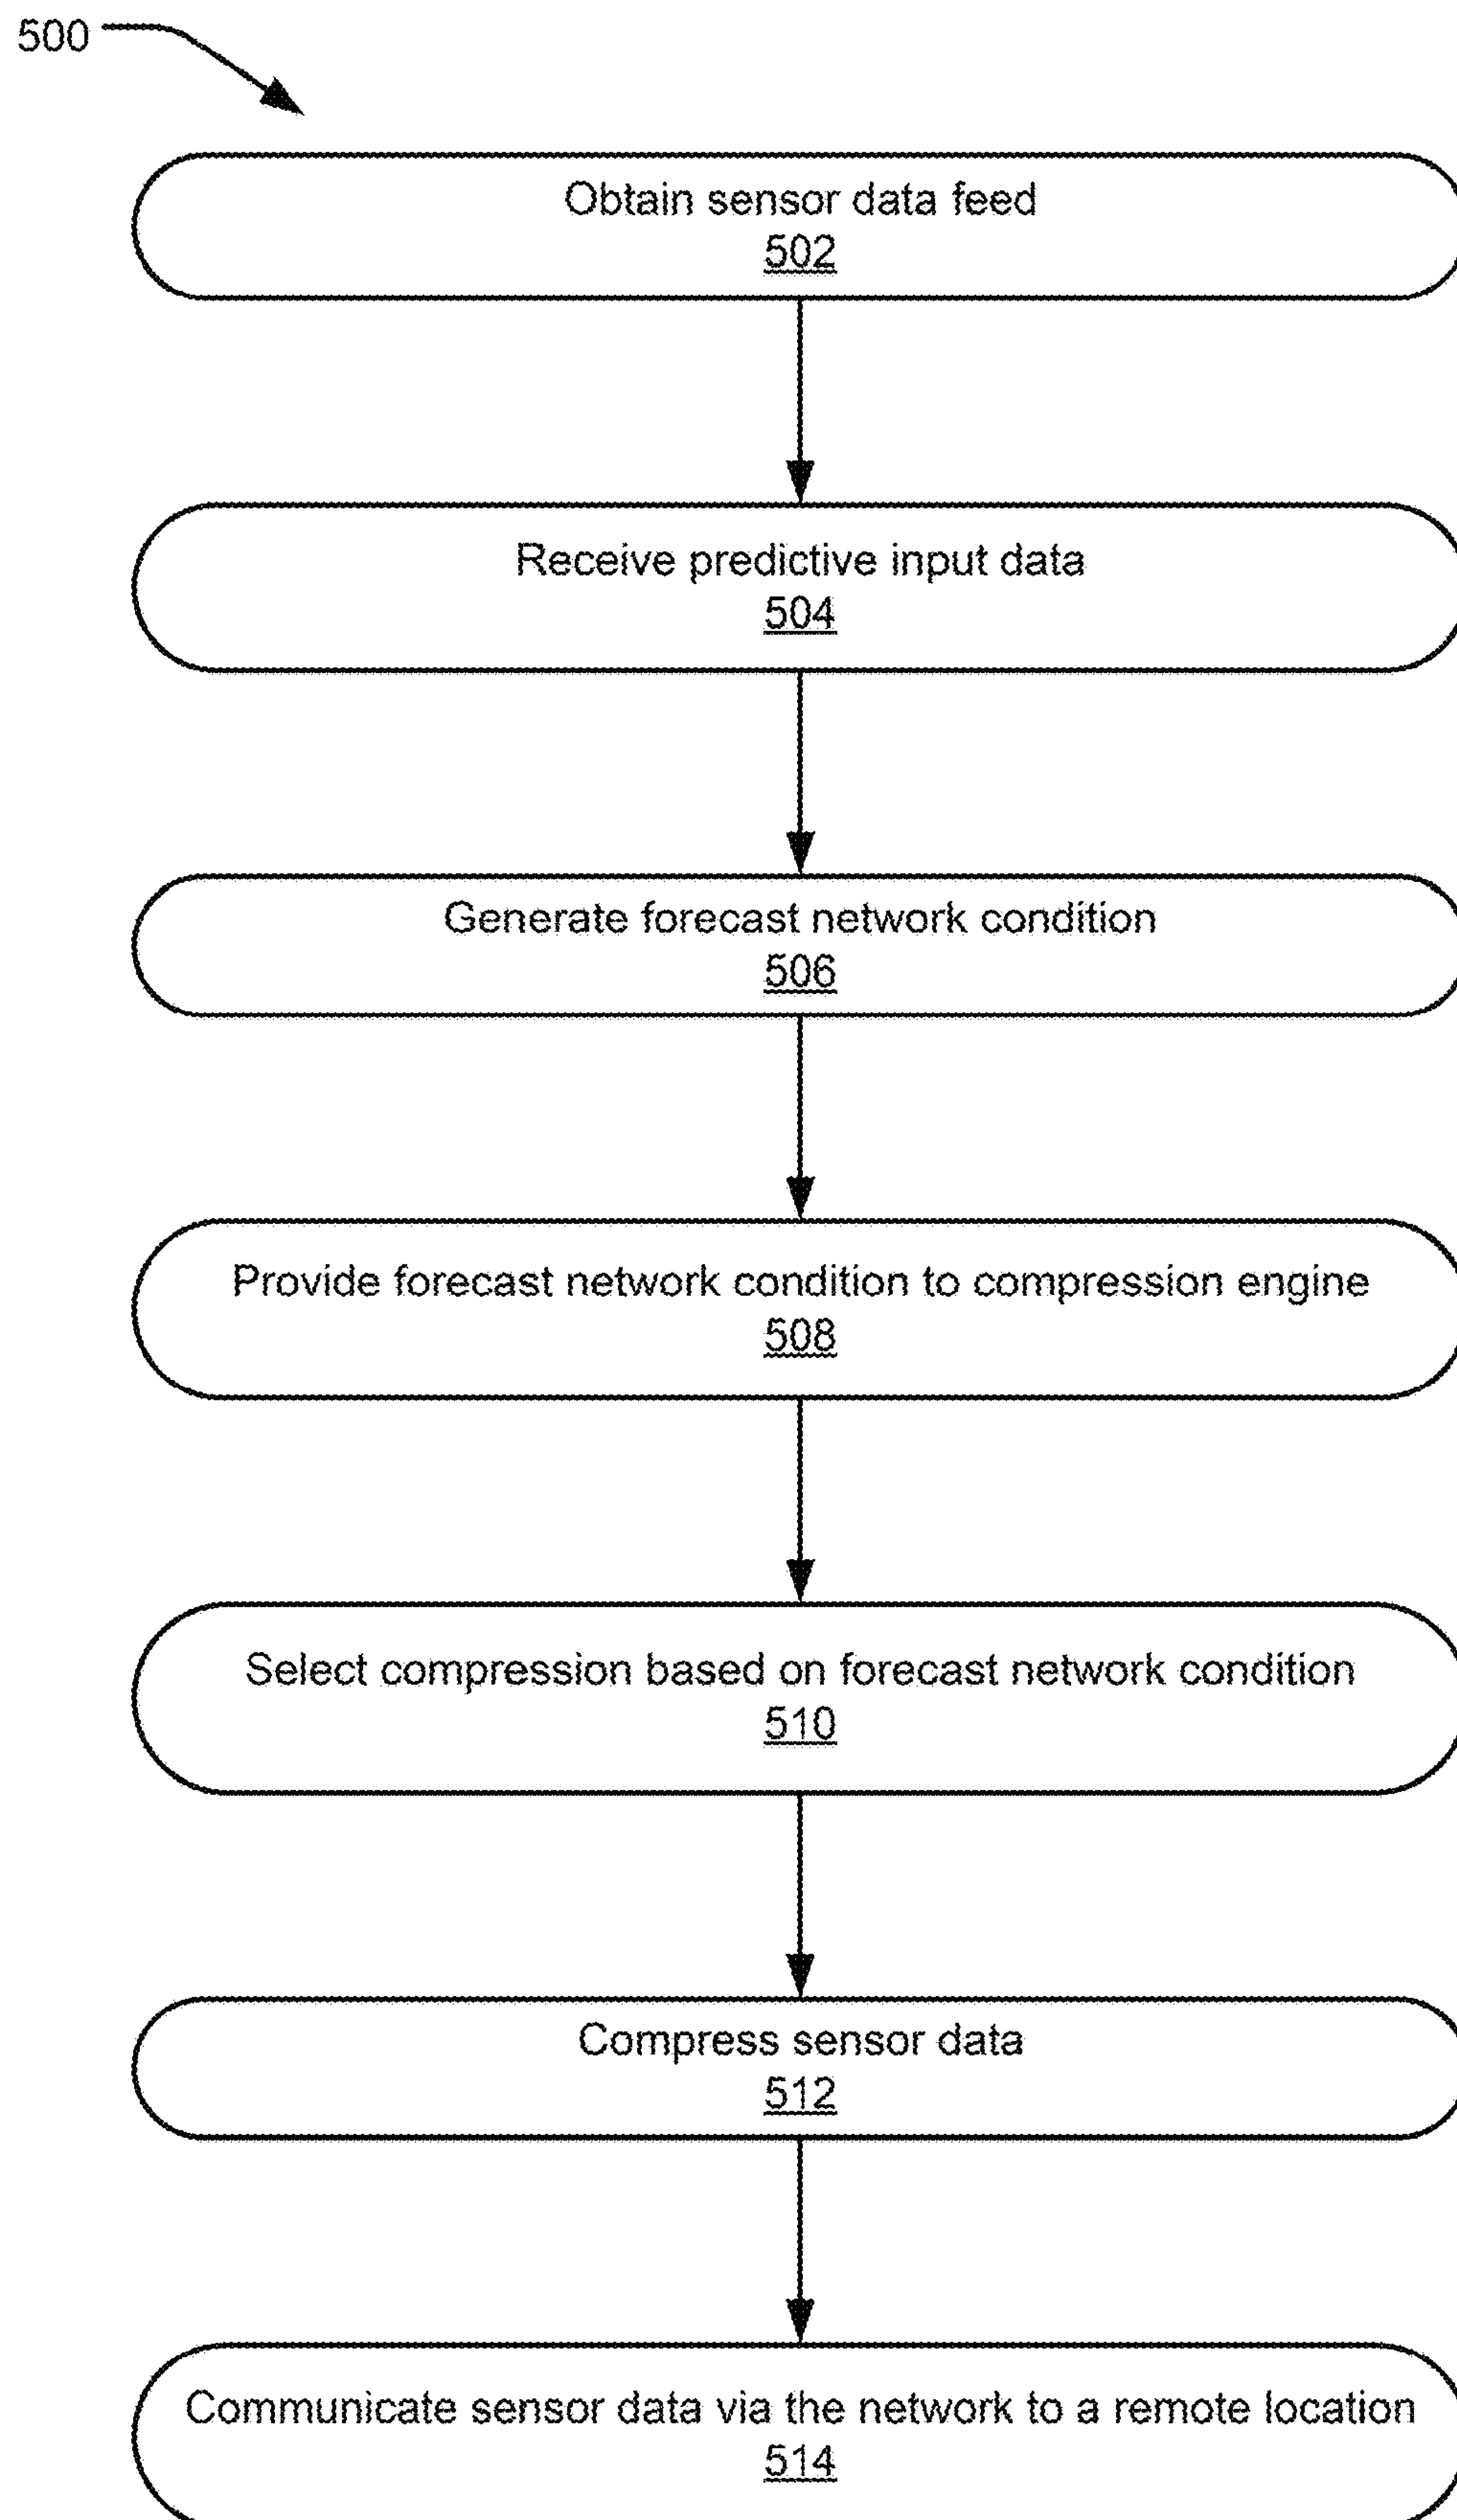 500
Obtain sensor data feed
502
Receive predictive input data
504
Generate forecast network condition
506
Provide forecast network condition to compression engine
508
Select compression based on forecast network condition
510
Compress sensor data
512
Communicate sensor data via the network to a remote location
514